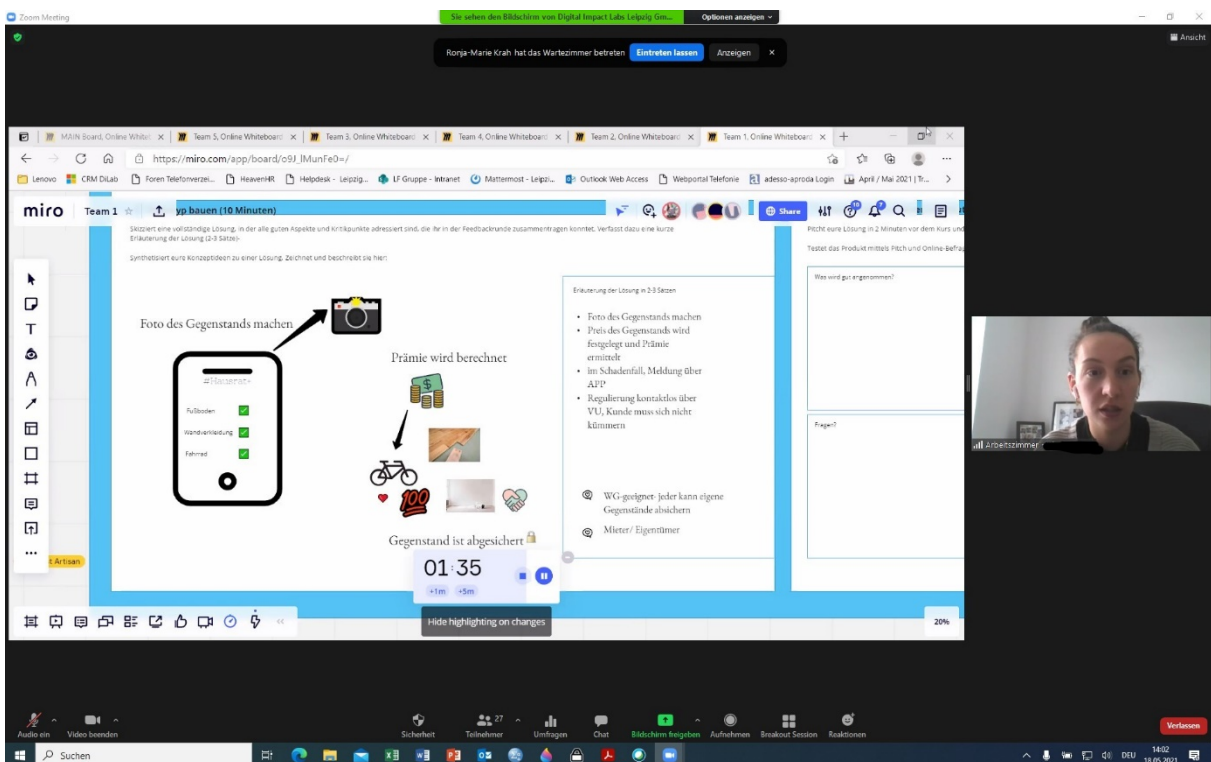 Zoom Meeting
Sie sehen den Bildschirm von Digital Impact Labs Leipzig Gm...
Optionen anzeigen
Ansicht
Ronja-Marie Krah hat das Wartezimmer betreten
Eintreten lassen
Anzeigen
MAIN Board, Online White
Team 5, Online Whiteboard
Team 3, Online Whiteboard
Team 4, Online Whiteboard
Team 2, Online Whiteboard
Team 1, Online Whiteboard
https://miro.com/app/board/o9J_lMunFe0=/
Lenovo
CRM DiLab
Foren Telefonverzei...
HeavenHR
Helpdesk - Leipzig...
LF Gruppe - Intranet
Mattermost - Leipzi...
Outlook Web Access
Webportal Telefonie
adesso-aproda Login
April / Mai 2021 | Tr...
miro
Team 1
yp bauen (10 Minuten)
Share
Skizziert eine vollständige Lösung, in der alle guten Aspekte und Kritikpunkte adressiert sind, die ihr in der Feedbackrunde zusammentragen konntet. Verfasst dazu eine kurze
Erläuterung der Lösung (2-3 Sätze)-
Synthetisiert eure Konzeptideen zu einer Lösung. Zeichnet und beschreibt sie hier:
Foto des Gegenstands machen
#Hausrat+
Fußboden
Wandverkleidung
Fahrrad
Prämie wird berechnet
100
Gegenstand ist abgesichert
Erläuterung der Lösung in 2-3 Sätzen
• Foto des Gegenstands machen
• Preis des Gegenstands wird
festgelegt und Prämie
ermittelt
• im Schadenfall, Meldung über
APP
• Regulierung kontaktlos über
VU, Kunde muss sich nicht
kümmern
WG-geeignet- jeder kann eigene
Gegenstände absichern
Mieter/ Eigentümer
Pitcht eure Lösung in 2 Minuten vor dem Kurs und
Testet das Produkt mittels Pitch und Online-Befra
Was wird gut angenommen?
Fragen?
t Artisan
01:35
+1m
+5m
Hide highlighting on changes
20%
Arbeitszimmer
Audio ein
Video beenden
Sicherheit
27
Teilnehmer
Umfragen
Chat
Bildschirm freigeben
Aufnehmen
Breakout Session
Reaktionen
Verlassen
Suchen
DEU
14:02
18.05.2021